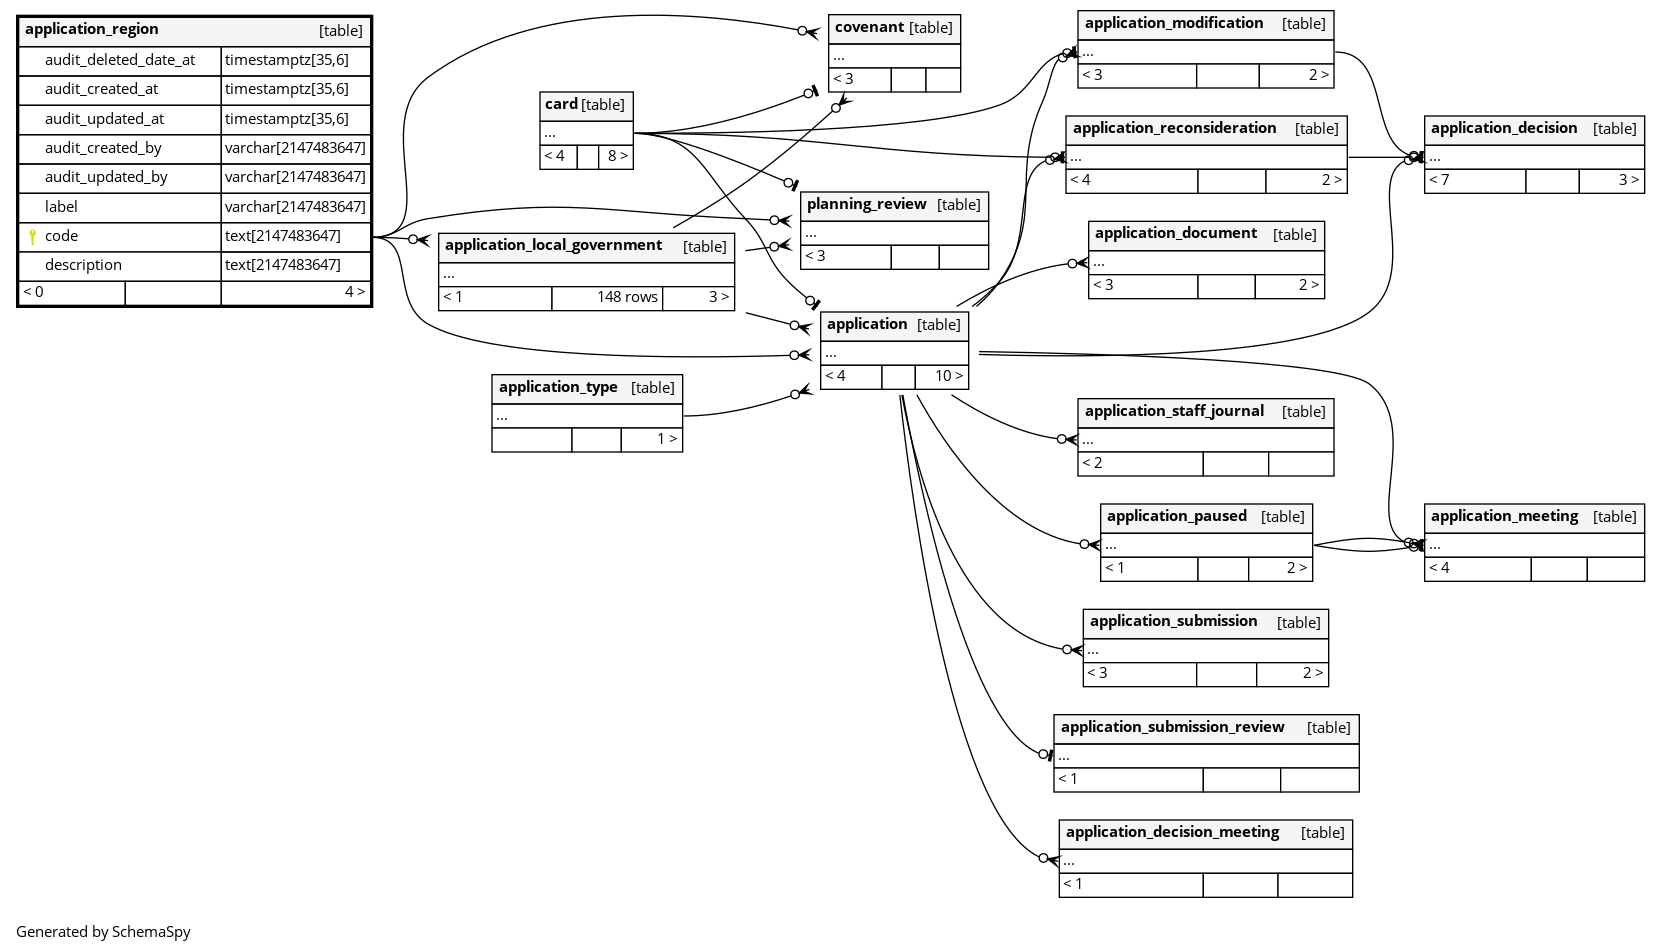 application_region [table]
audit_deleted_date_at timestamptz[35,6]
audit_created_at timestamptz[35,6]
audit_updated_at timestamptz[35,6]
audit_created_by varchar[2147483647]
audit_updated_by varchar[2147483647]
label varchar[2147483647]
code text[2147483647]
description text[2147483647]
< 0 4 >
card [table]
...
< 4 8 >
application_local_government [table]
...
< 1 148 rows 3 >
application_type [table]
...
1 >
covenant [table]
...
< 3
planning_review [table]
...
< 3
application [table]
...
< 4 10 >
application_modification [table]
...
< 3 2 >
application_reconsideration [table]
...
< 4 2 >
application_document [table]
...
< 3 2 >
application_staff_journal [table]
...
< 2
application_paused [table]
...
< 1 2 >
application_submission [table]
...
< 3 2 >
application_submission_review [table]
...
< 1
application_decision_meeting [table]
...
< 1
application_decision [table]
...
< 7 3 >
application_meeting [table]
...
< 4
Generated by SchemaSpy